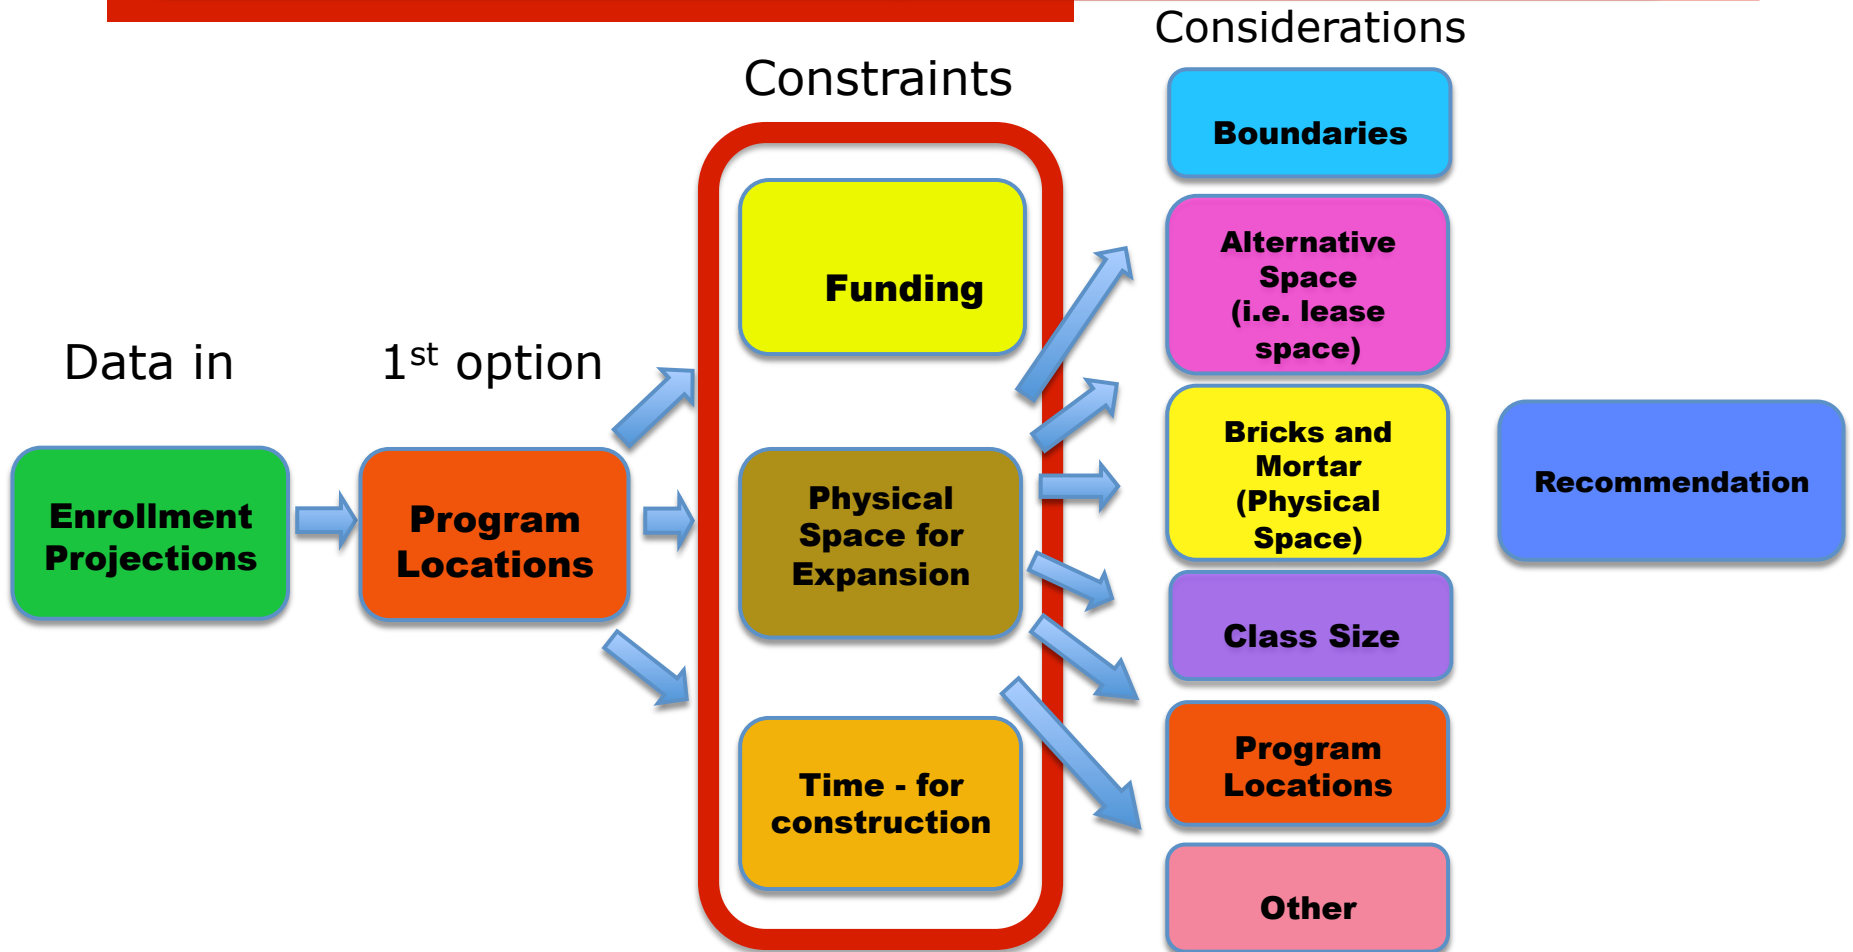 Considerations
Constraints
Data in
1st option
Enrollment
Projections
Program
Locations
Funding
Physical
Space for
Expansion
Time - for
construction
Boundaries
Alternative
Space
(i.e. lease
space)
Bricks and
Mortar
(Physical
Space)
Class Size
Program
Locations
Other
Recommendation